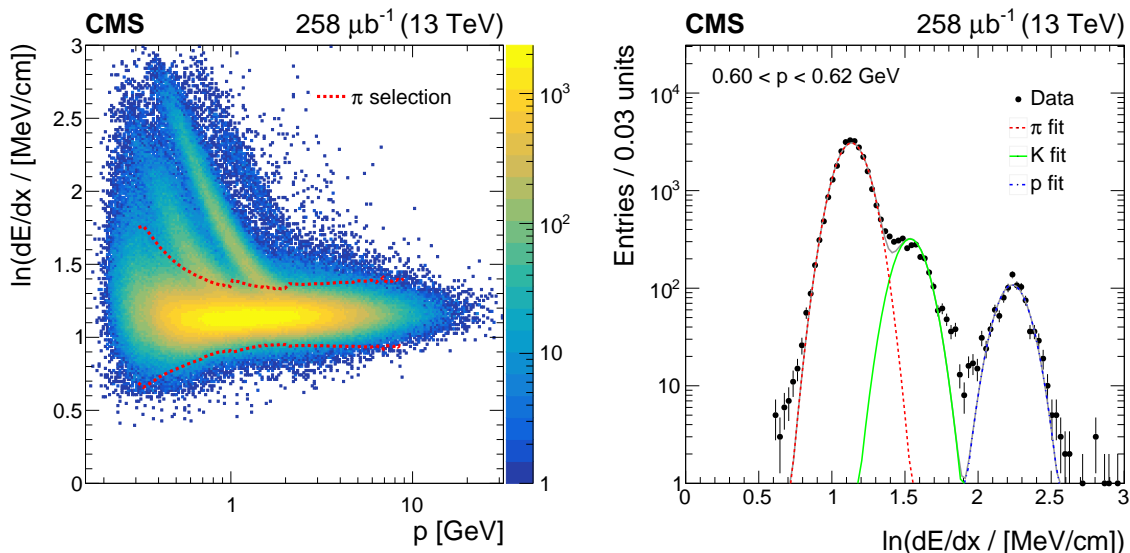 CMS 258 μb⁻¹ (13 TeV)
ln(dE/dx / [MeV/cm])
3
2.5
2
1.5
1
0.5
0
π selection
10³
10²
10
1
1 10
p [GeV]
CMS 258 μb⁻¹ (13 TeV)
Entries / 0.03 units
0.60 < p < 0.62 GeV
Data
π fit
K fit
p fit
10⁴
10³
10²
10
1
0 0.5 1 1.5 2 2.5 3
ln(dE/dx / [MeV/cm])